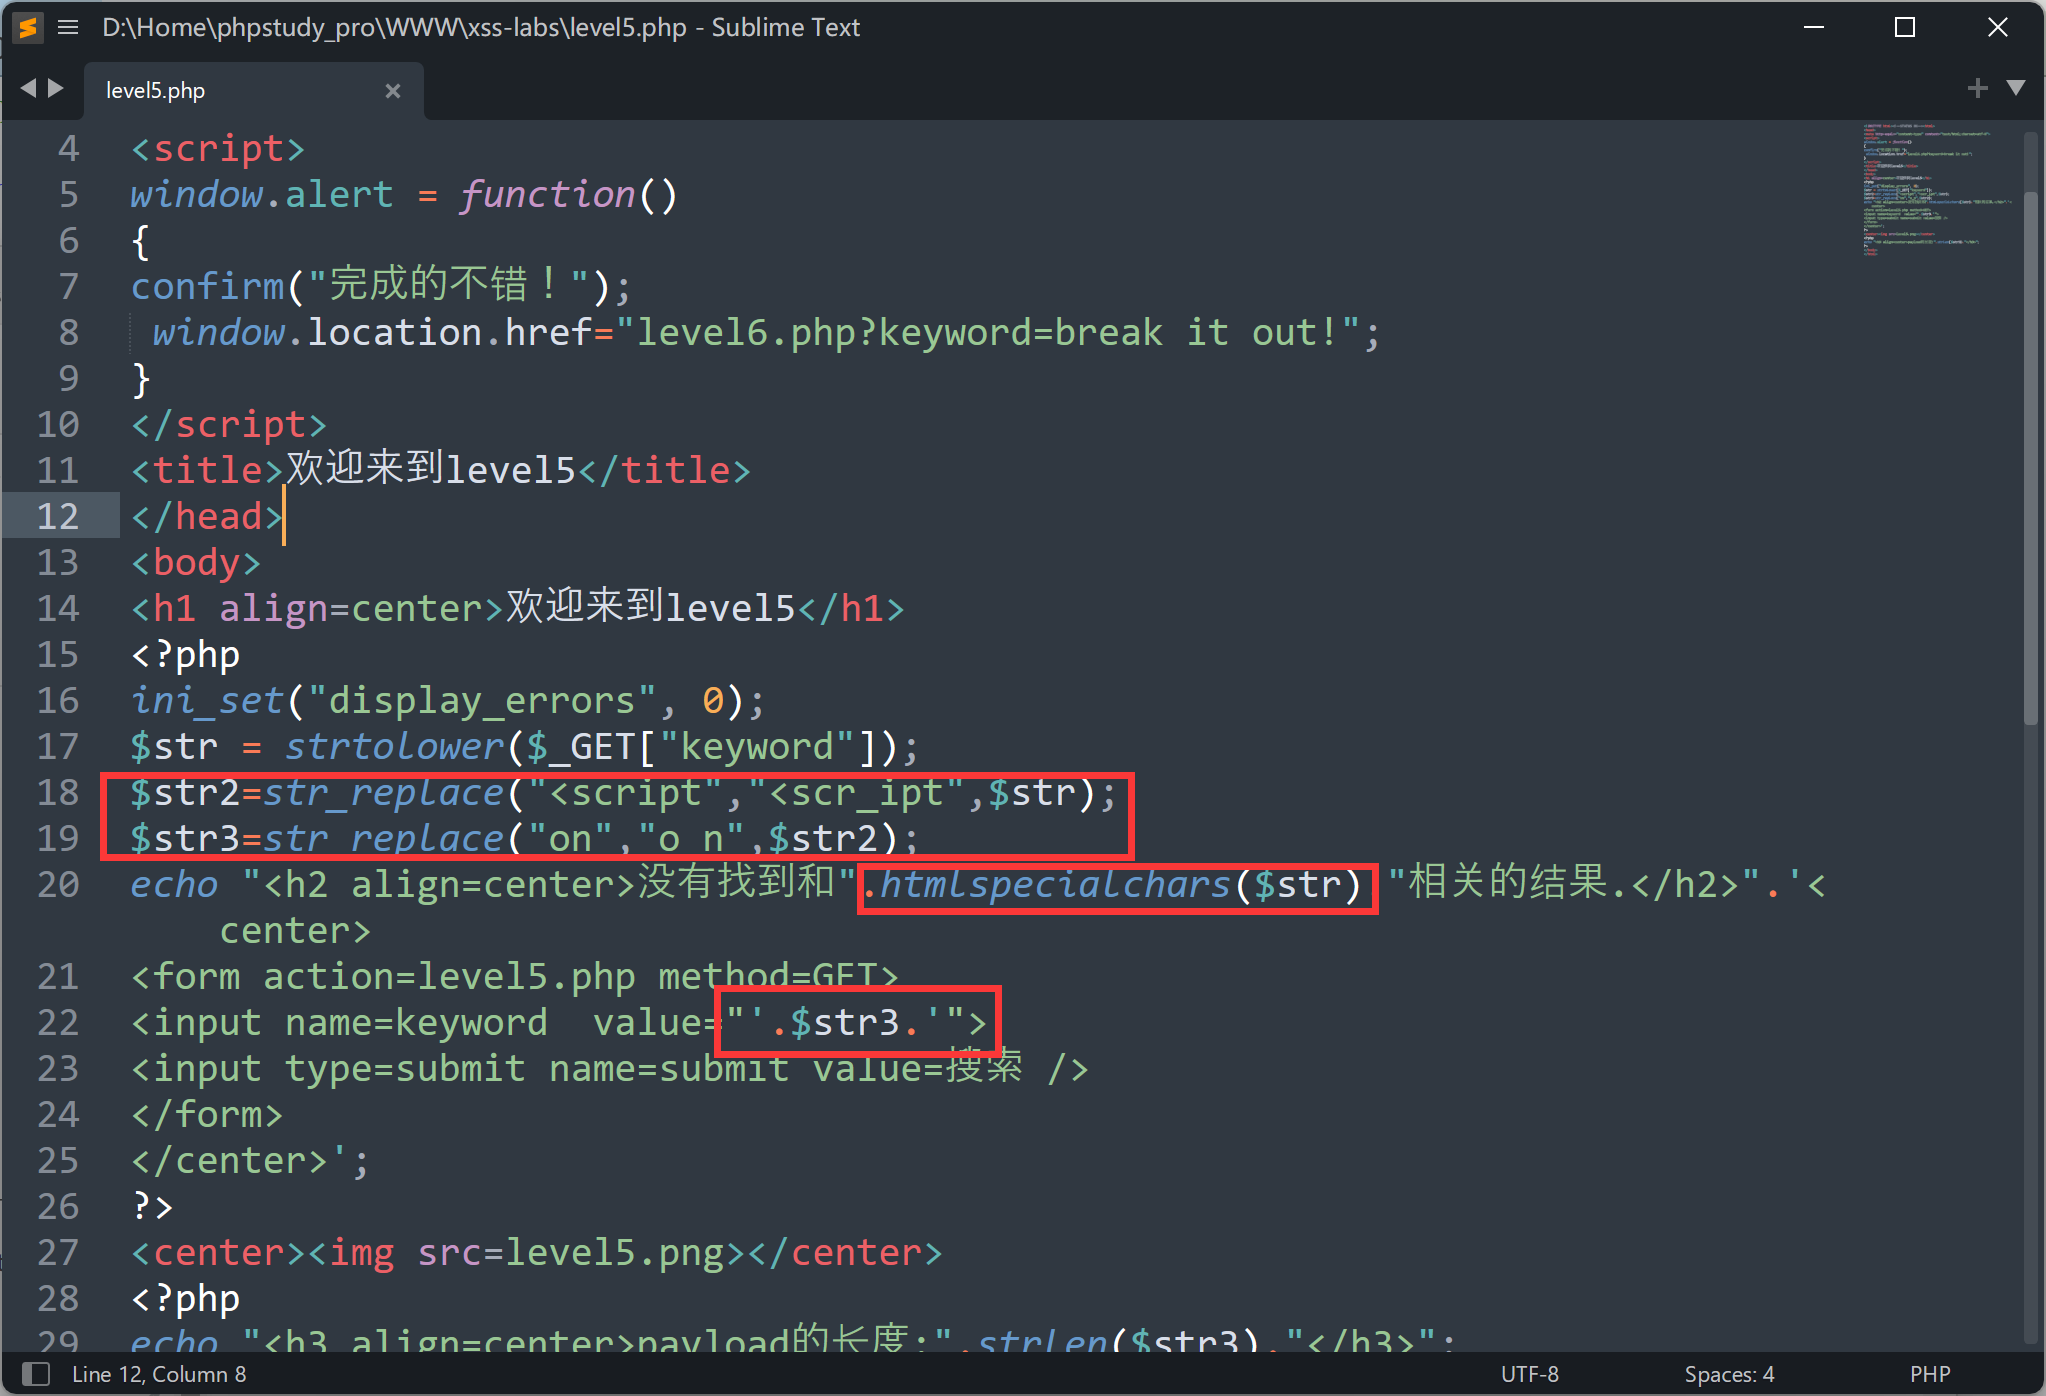 D:\Home\phpstudy_pro\WWW\xss-labs\level5.php - Sublime Text
level5.php
4 <script>
5 window.alert = function()
6 {
7 confirm("完成的不错！");
8  window.location.href="level6.php?keyword=break it out!";
9 }
10 </script>
11 <title>欢迎来到level5</title>
12 </head>
13 <body>
14 <h1 align=center>欢迎来到level5</h1>
15 <?php
16 ini_set("display_errors", 0);
17 $str = strtolower($_GET["keyword"]);
18 $str2=str_replace("<script","<scr_ipt",$str);
19 $str3=str_replace("on","o_n",$str2);
20 echo "<h2 align=center>没有找到和".htmlspecialchars($str)."相关的结果.</h2>".'<
center>
21 <form action=level5.php method=GET>
22 <input name=keyword  value="'.$str3.'">
23 <input type=submit name=submit value=搜索 />
24 </form>
25 </center>';
26 ?>
27 <center><img src=level5.png></center>
28 <?php
29 echo "<h3 align=center>payload的长度:".strlen($str3)."</h3>";
Line 12, Column 8
UTF-8
Spaces: 4
PHP